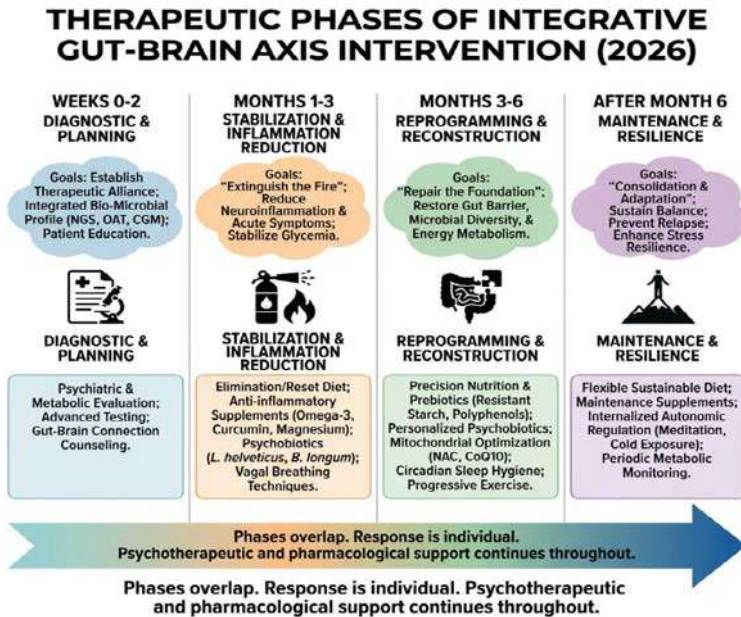 THERAPEUTIC PHASES OF INTEGRATIVE
GUT-BRAIN AXIS INTERVENTION (2026)
WEEKS 0-2
DIAGNOSTIC &
PLANNING
Goals: Establish
Therapeutic Alliance;
Integrated Bio-Microbial
Profile (NGS, OAT, CGM);
Patient Education.
DIAGNOSTIC &
PLANNING
Psychiatric &
Metabolic Evaluation;
Advanced Testing;
Gut-Brain Connection
Counseling.
MONTHS 1-3
STABILIZATION &
INFLAMMATION
REDUCTION
Goals:
"Extinguish the Fire";
Reduce
Neuroinflammation &
Acute Symptoms;
Stabilize Glycemia.
STABILIZATION &
INFLAMMATION
REDUCTION
Elimination/Reset Diet;
Anti-inflammatory
Supplements (Omega-3,
Curcumin, Magnesium);
Psychobiotics
(L. helveticus, B. longum);
Vagal Breathing
Techniques.
MONTHS 3-6
REPROGRAMMING &
RECONSTRUCTION
Goals:
"Repair the Foundation";
Restore Gut Barrier,
Microbial Diversity, &
Energy Metabolism.
REPROGRAMMING &
RECONSTRUCTION
Precision Nutrition &
Prebiotics (Resistant
Starch, Polyphenols);
Personalized Psychobiotics;
Mitochondrial Optimization
(NAC, CoQ10);
Circadian Sleep Hygiene;
Progressive Exercise.
AFTER MONTH 6
MAINTENANCE &
RESILIENCE
Goals:
"Consolidation &
Adaptation";
Sustain Balance;
Prevent Relapse;
Enhance Stress
Resilience.
MAINTENANCE &
RESILIENCE
Flexible Sustainable Diet;
Maintenance Supplements;
Internalized Autonomic
Regulation (Meditation,
Cold Exposure);
Periodic Metabolic
Monitoring.
Phases overlap. Response is individual.
Psychotherapeutic and pharmacological support continues throughout.
Phases overlap. Response is individual. Psychotherapeutic
and pharmacological support continues throughout.